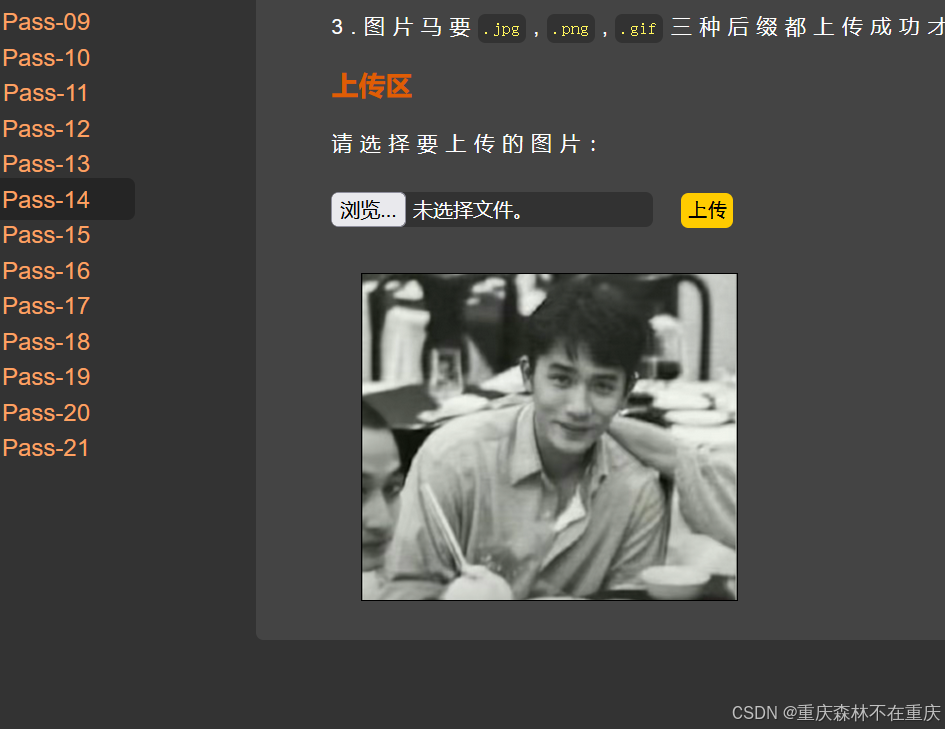 Pass-09
Pass-10
Pass-11
Pass-12
Pass-13
Pass-14
Pass-15
Pass-16
Pass-17
Pass-18
Pass-19
Pass-20
Pass-21
3.图片马要 .jpg , .png , .gif 三种后缀都上传成功才
上传区
请选择要上传的图片：
浏览... 未选择文件。 上传
CSDN @重庆森林不在重庆